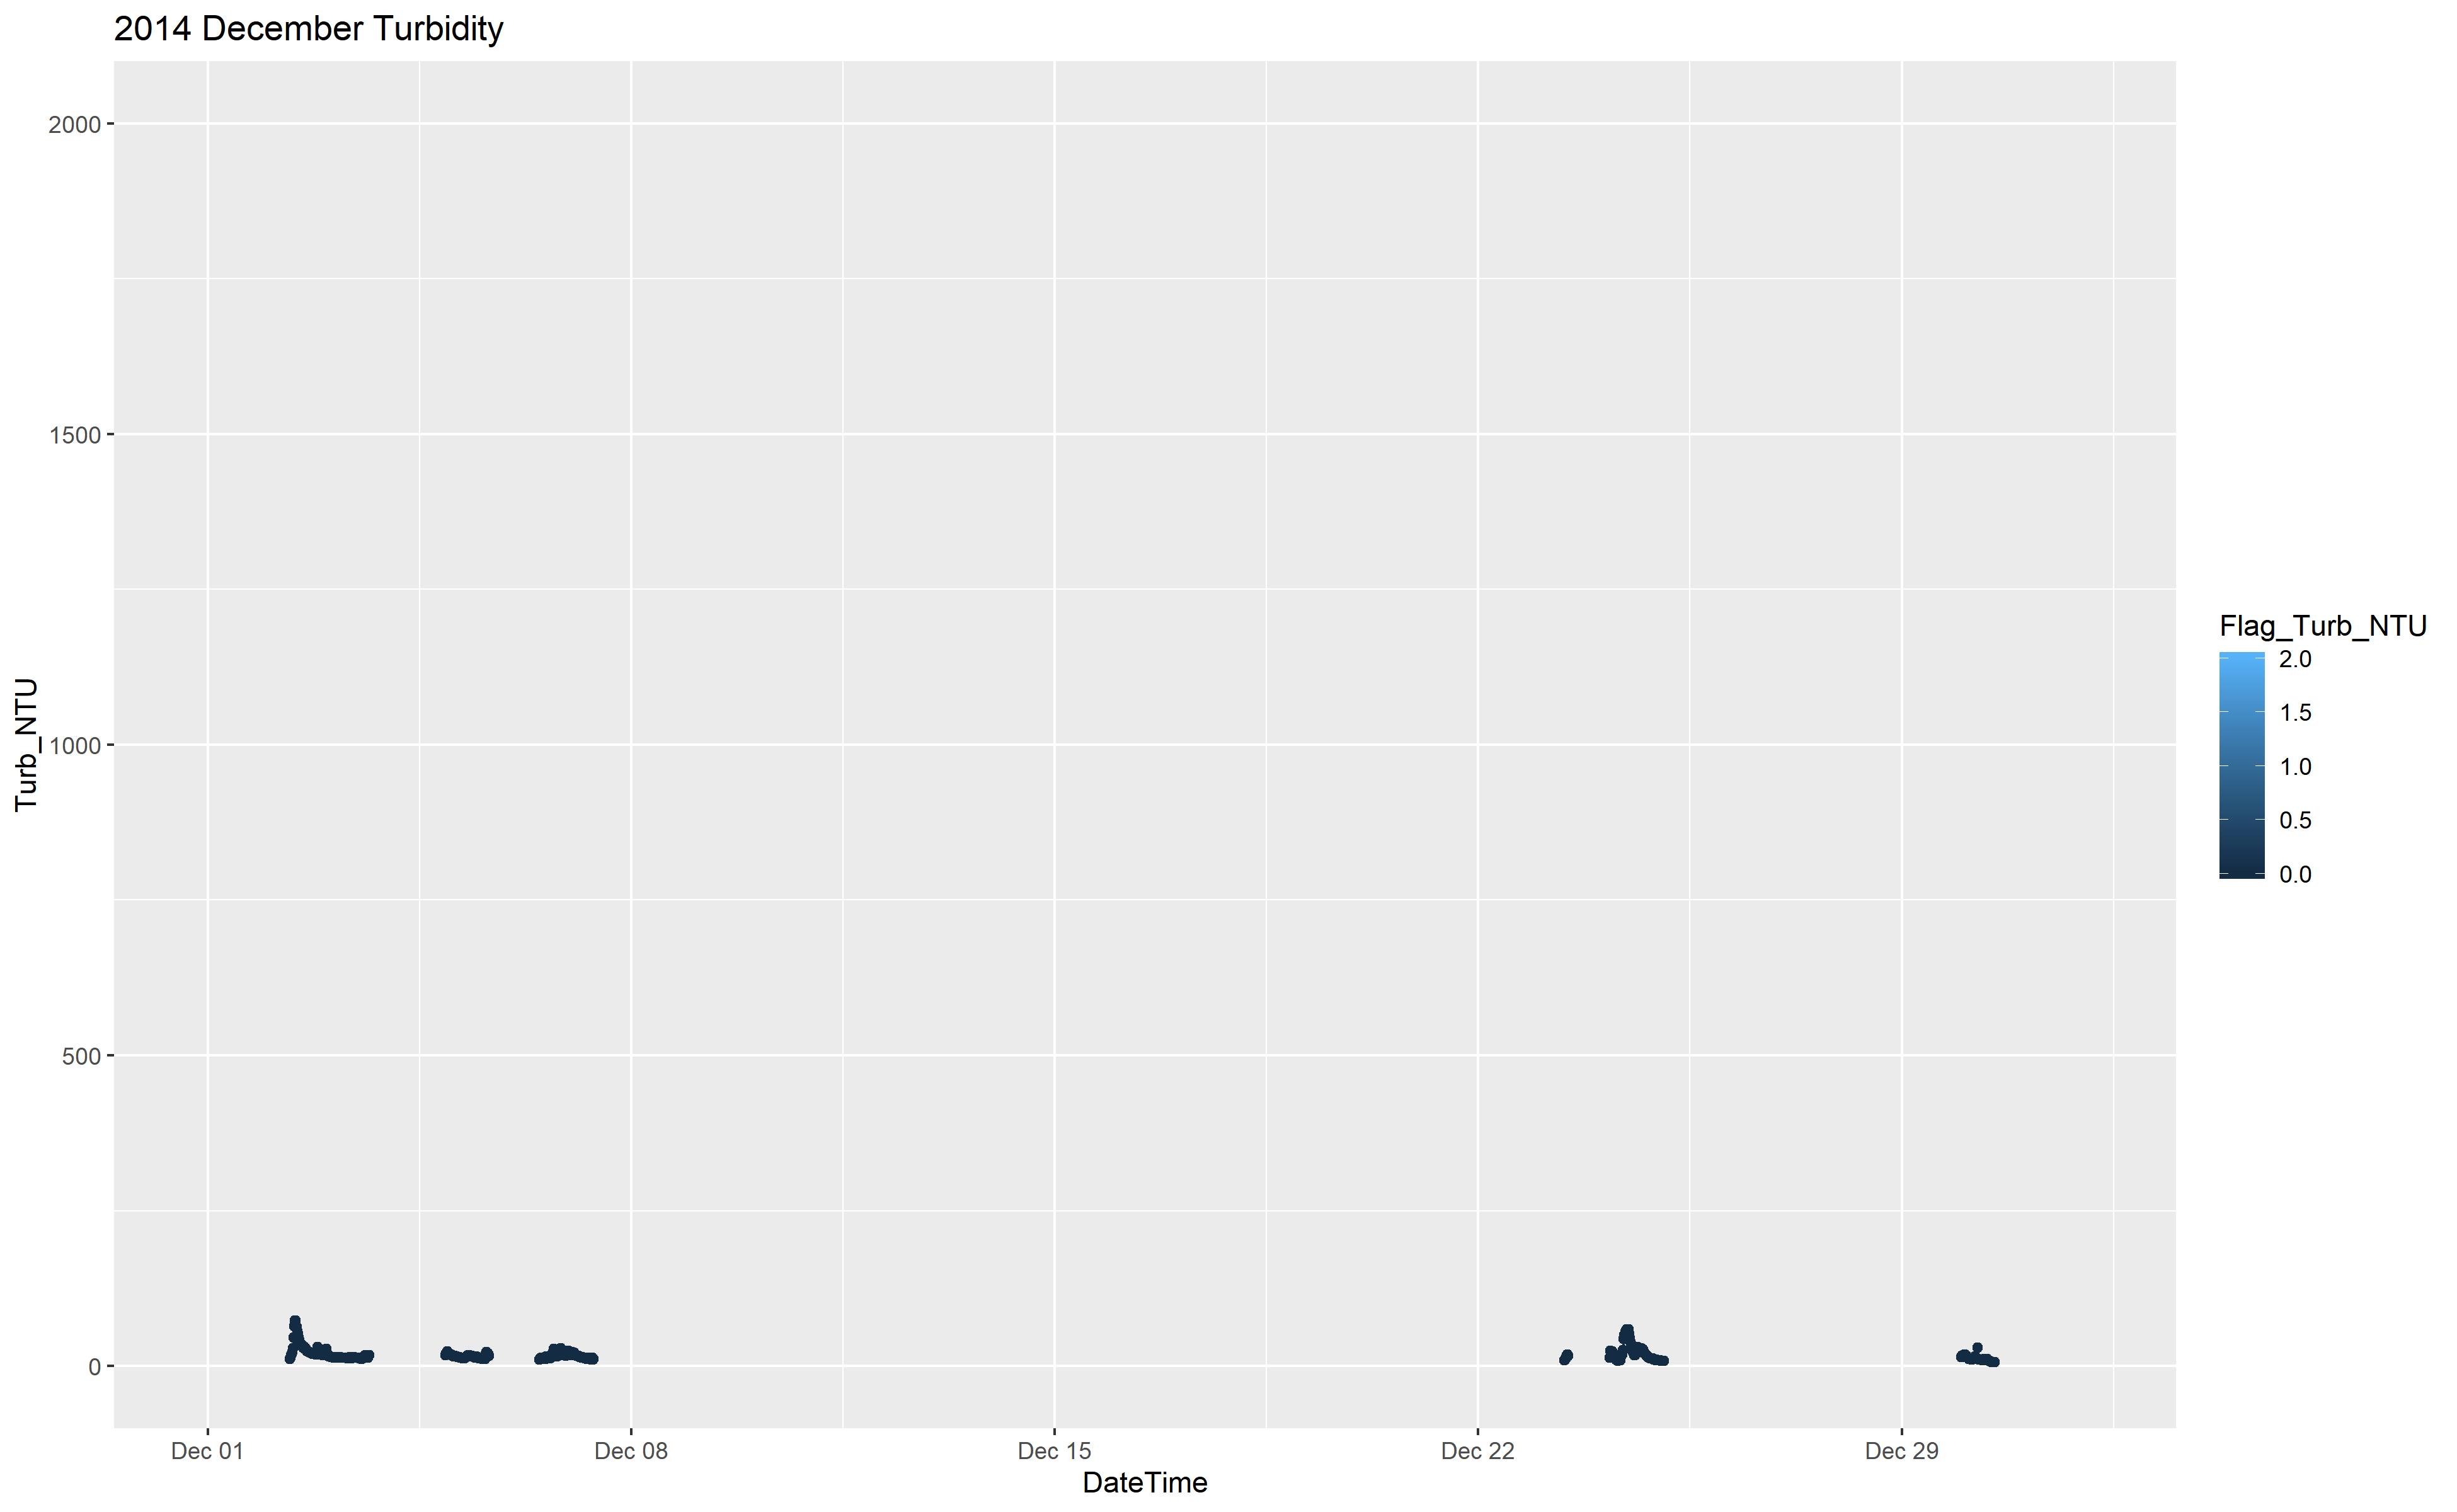 2014 December Turbidity
Turb_NTU
2000
1500
1000
500
0
Dec 01
Dec 08
Dec 15
Dec 22
Dec 29
DateTime
Flag_Turb_NTU
2.0
1.5
1.0
0.5
0.0